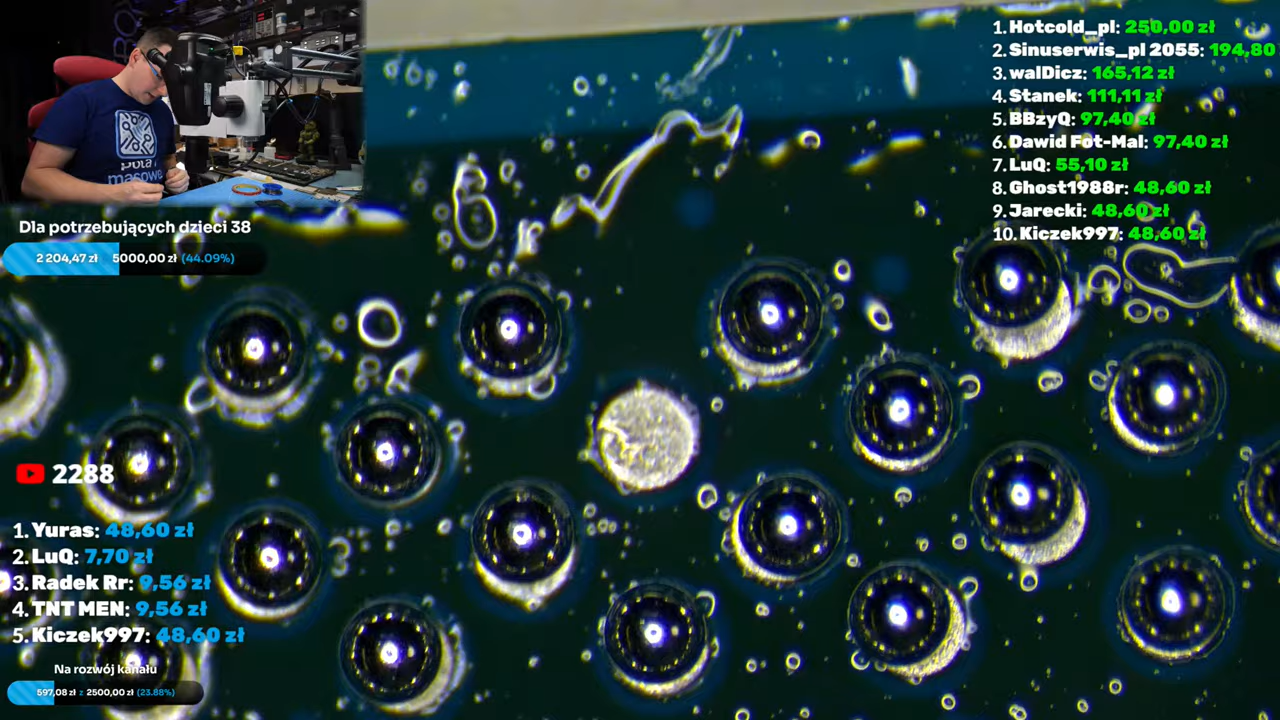 pota
masowe
Dla potrzebujących dzieci 38
2 204,47 zł 5000,00 zł (44.09%)
1. Hotcold_pl: 250,00 zł
2. Sinuserwis_pl 2055: 194,80
3. walDicz: 165,12 zł
4. Stanek: 111,11 zł
5. BBzyQ: 97,40 zł
6. Dawid Fot-Mal: 97,40 zł
7. LuQ: 55,10 zł
8. Ghost1988r: 48,60 zł
9. Jarecki: 48,60 zł
10. Kiczek997: 48,60 zł
2288
1. Yuras: 48,60 zł
2. LuQ: 7,70 zł
3. Radek Rr: 9,56 zł
4. TNT MEN: 9,56 zł
5. Kiczek997: 48,60 zł
Na rozwój kanału
597,08 zł z 2500,00 zł (23.88%)